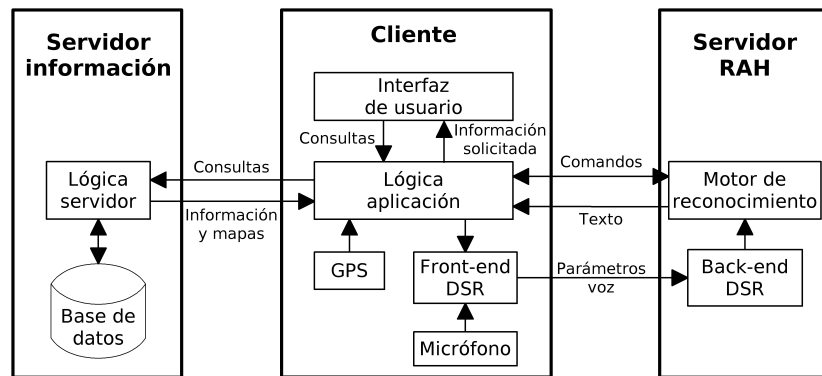 Servidor
información
Cliente
Servidor
RAH
Interfaz
de usuario
Consultas
Información
solicitada
Lógica
servidor
Consultas
Información
y mapas
Lógica
aplicación
Comandos
Texto
Motor de
reconocimiento
GPS
Front-end
DSR
Parámetros
voz
Back-end
DSR
Base de
datos
Micrófono